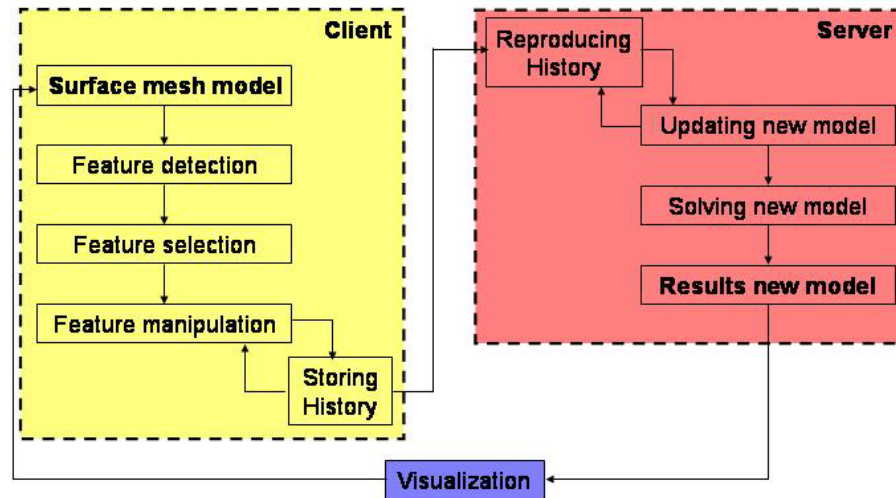 Client
Surface mesh model
Feature detection
Feature selection
Feature manipulation
Storing
History
Server
Reproducing
History
Updating new model
Solving new model
Results new model
Visualization